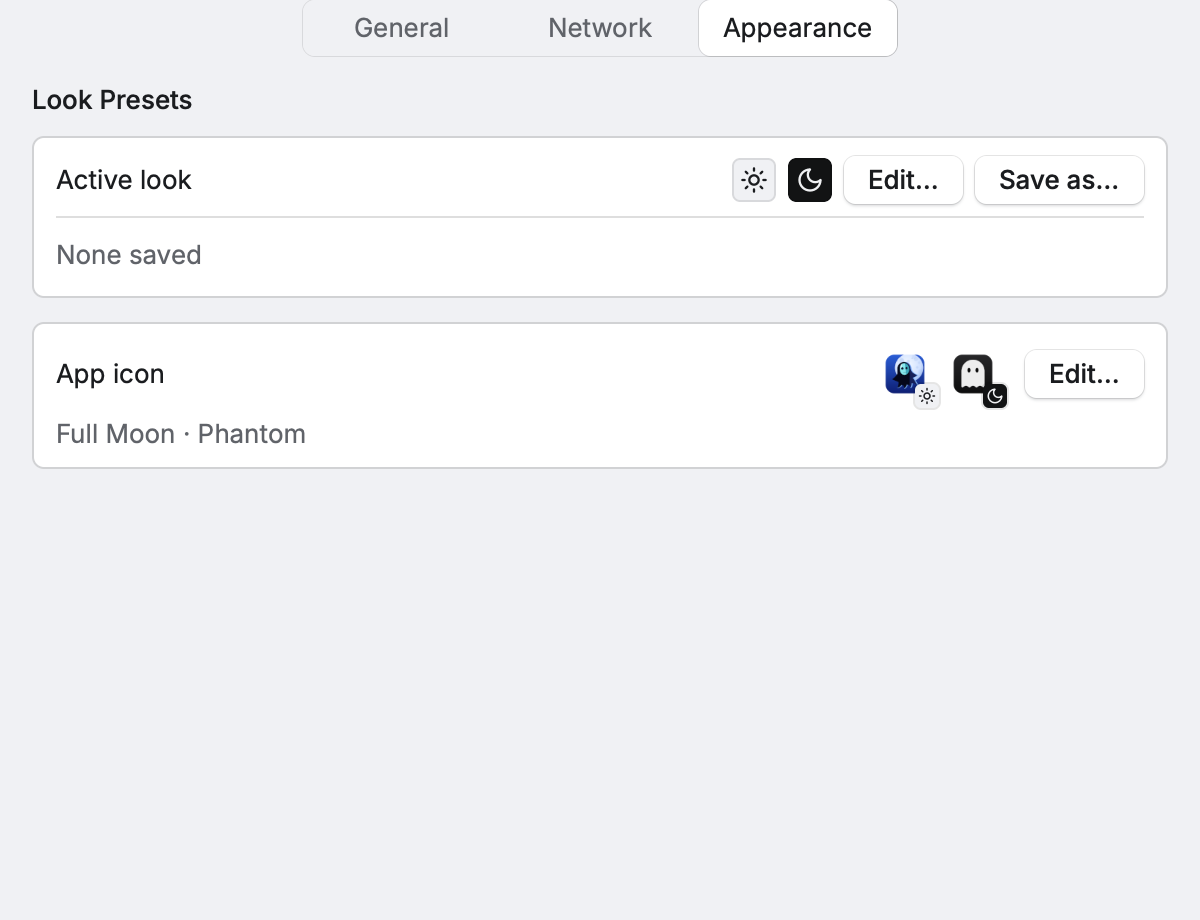 General Network Appearance
Look Presets
Active look Edit... Save as...
None saved
App icon Edit...
Full Moon · Phantom